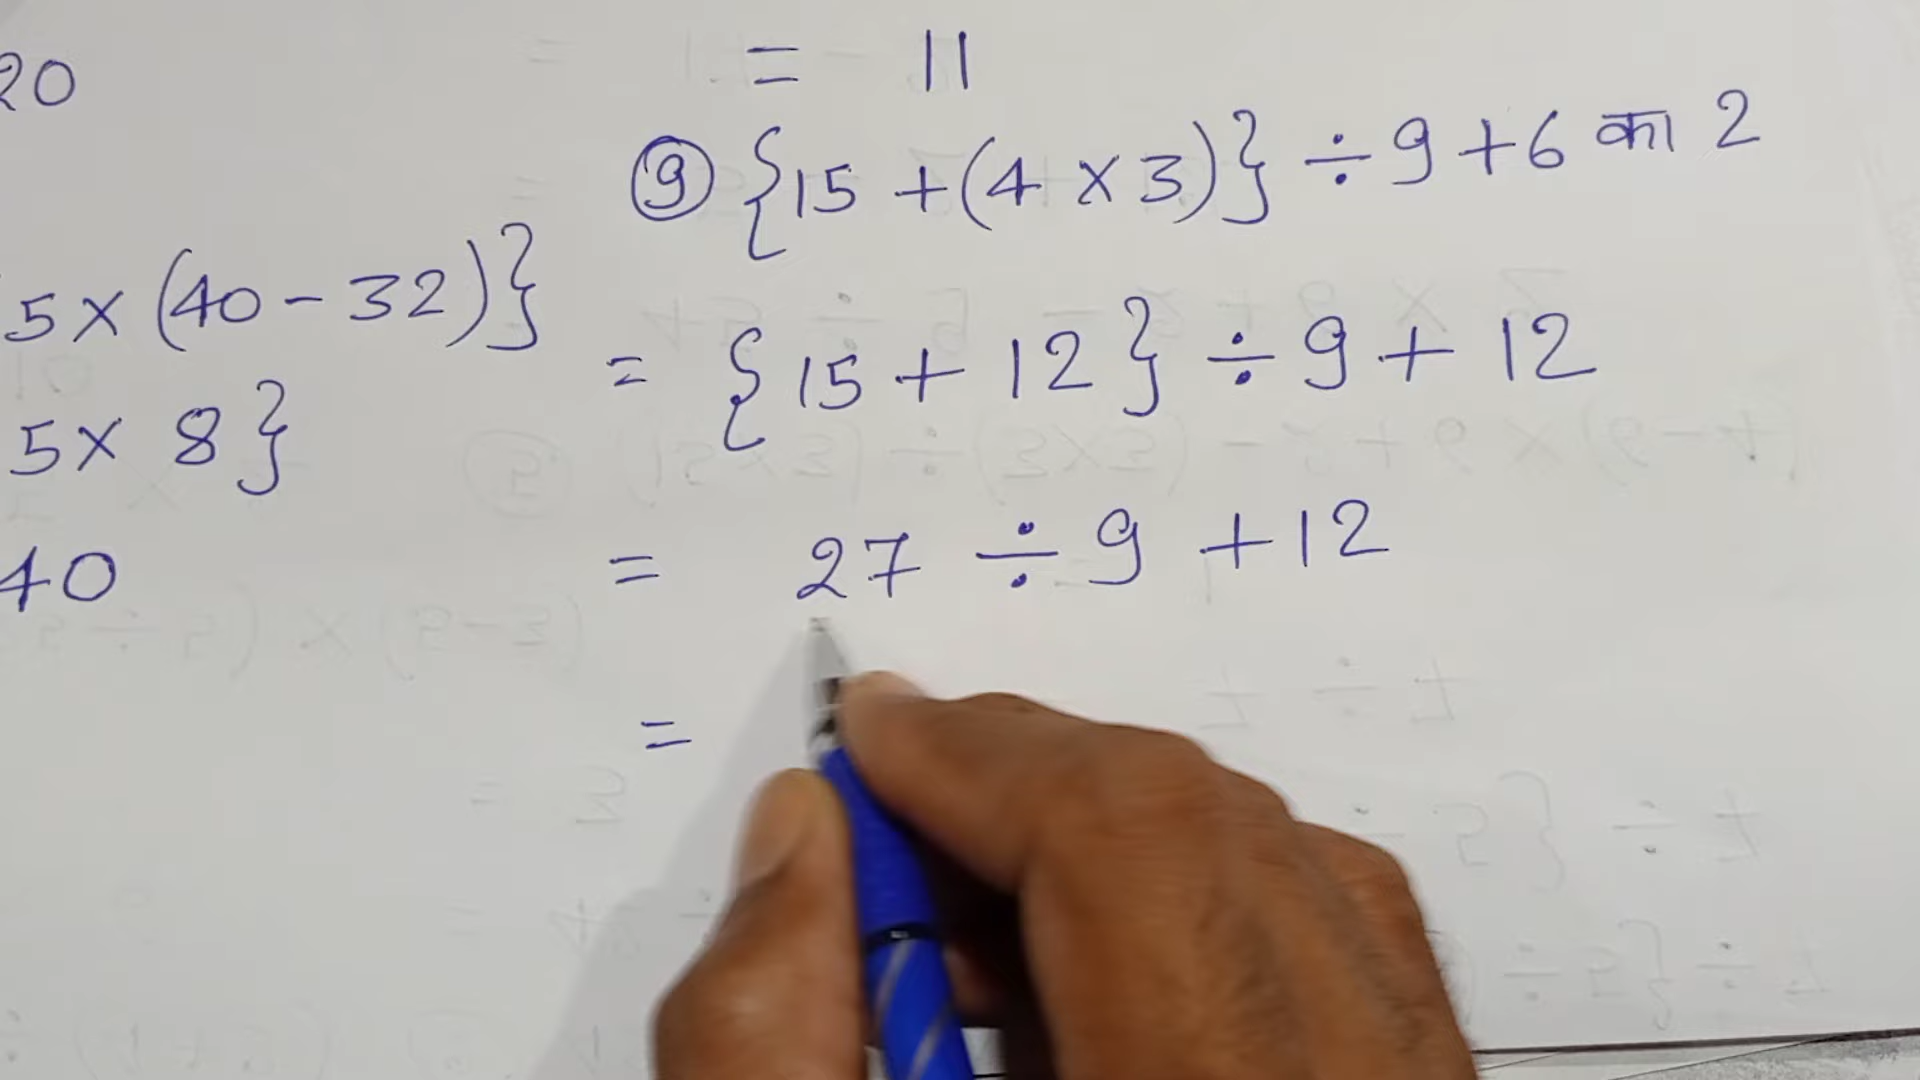 20
5 × (40 - 32)}
5 × 8}
40
= 11
⑨ {15 + (4 × 3)} ÷ 9 + 6 का 2
= {15 + 12} ÷ 9 + 12
= 27 ÷ 9 + 12
=